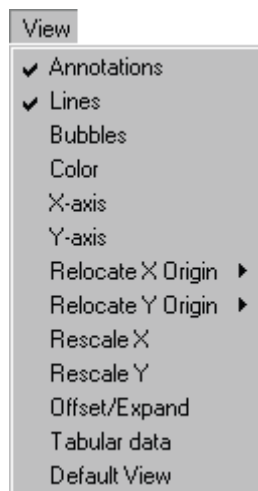 View
Annotations
Lines
Bubbles
Color
X-axis
Y-axis
Relocate X Origin
Relocate Y Origin
Rescale X
Rescale Y
Offset/Expand
Tabular data
Default View